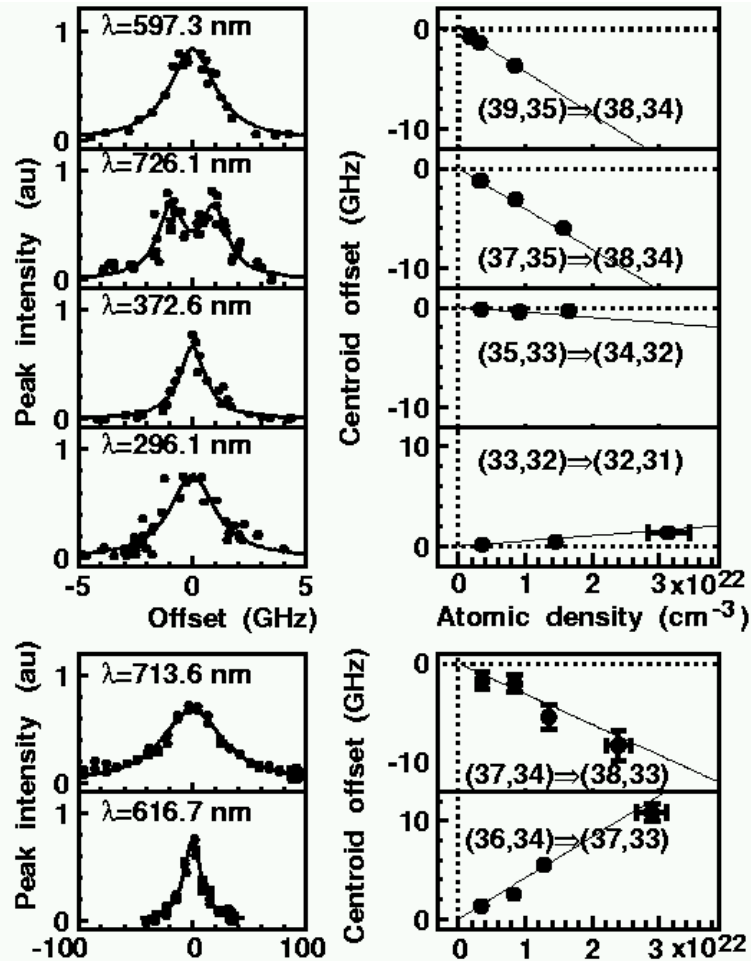 1
λ=597.3 nm
0
0
-10
(39,35)⇒(38,34)
1
λ=726.1 nm
0
0
-10
(37,35)⇒(38,34)
1
λ=372.6 nm
0
0
-10
(35,33)⇒(34,32)
1
λ=296.1 nm
0
10
0
(33,32)⇒(32,31)
Peak intensity (au)
Centroid offset (GHz)
-5 0 5
0 1 2 3x10²²
Offset (GHz)
Atomic density (cm⁻³)
1
λ=713.6 nm
0
0
-10
(37,34)⇒(38,33)
1
λ=616.7 nm
0
10
0
(36,34)⇒(37,33)
Peak intensity (au)
Centroid offset (GHz)
-100 0 100
0 1 2 3x10²²